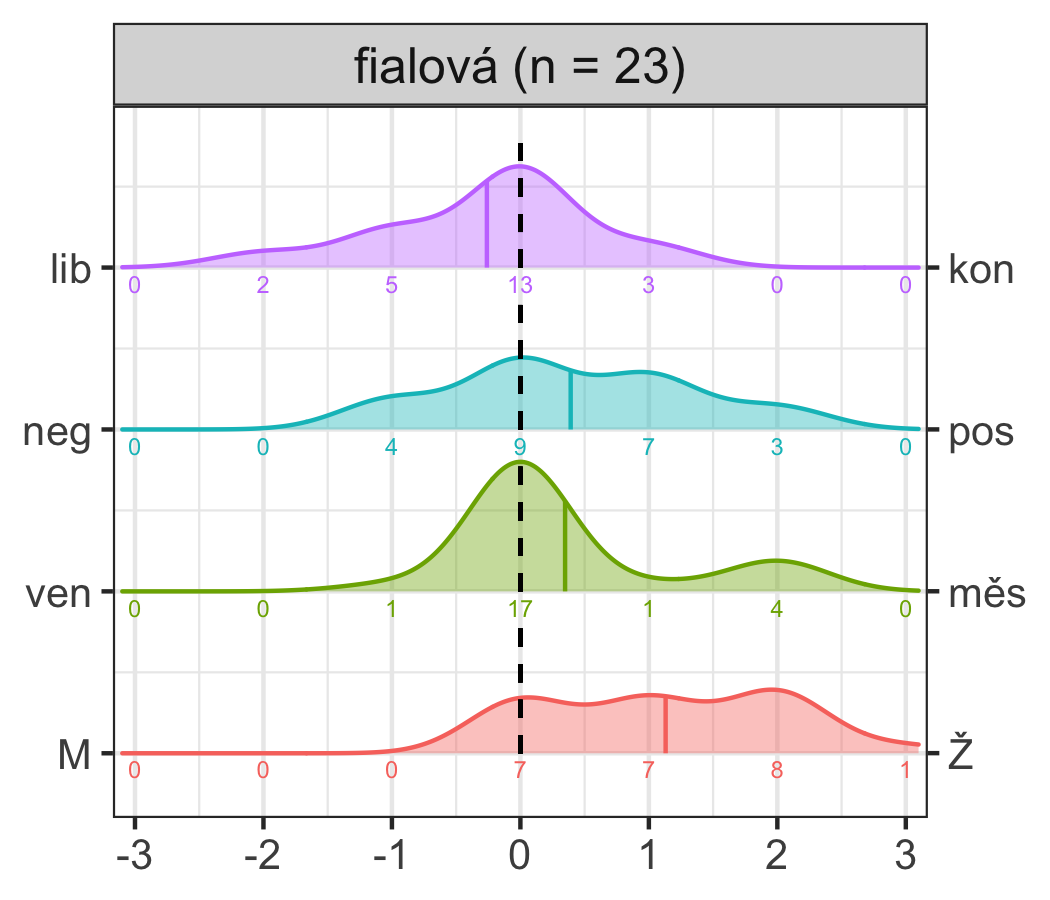 fialová (n = 23)
lib kon
0 2 5 13 3 0 0
neg pos
0 0 4 9 7 3 0
ven měs
0 0 1 17 1 4 0
M Ž
0 0 0 7 7 8 1
-3 -2 -1 0 1 2 3